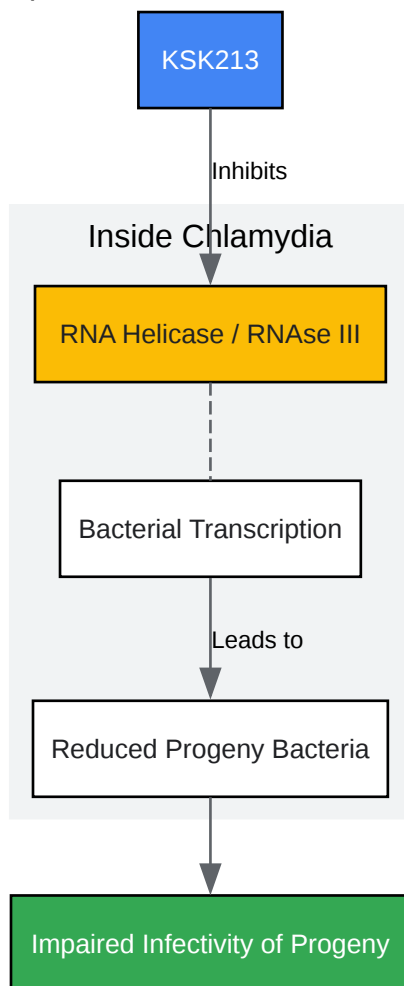 KSK213
Inhibits
Inside Chlamydia
RNA Helicase / RNAse III
Bacterial Transcription
Leads to
Reduced Progeny Bacteria
Impaired Infectivity of Progeny